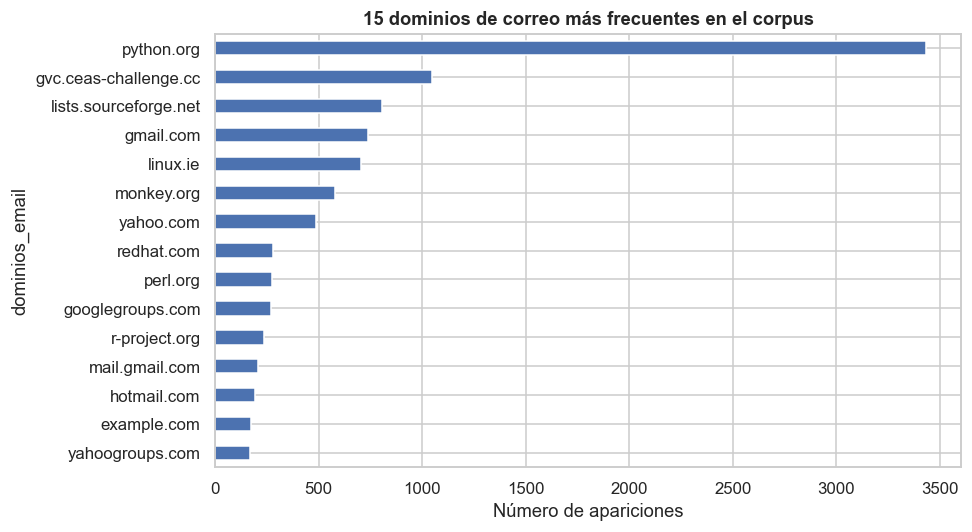 15 dominios de correo más frecuentes en el corpus
dominios_email
python.org
gvc.ceas-challenge.cc
lists.sourceforge.net
gmail.com
linux.ie
monkey.org
yahoo.com
redhat.com
perl.org
googlegroups.com
r-project.org
mail.gmail.com
hotmail.com
example.com
yahoogroups.com
0 500 1000 1500 2000 2500 3000 3500
Número de apariciones